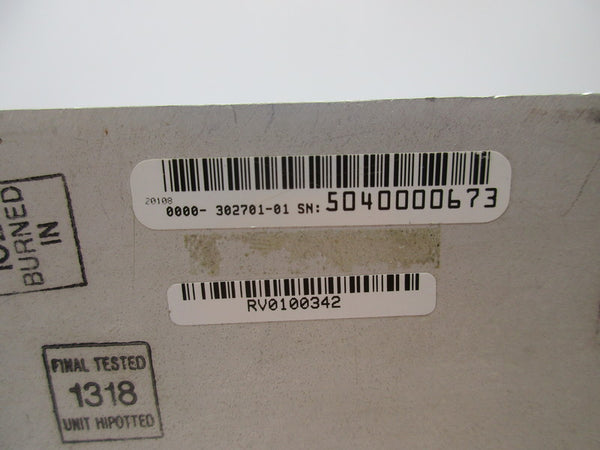 20108
0000- 302701-01 SN: 5040000673
BURNED
IN
RV0100342
FINAL TESTED
1318
UNIT HIPOTTED